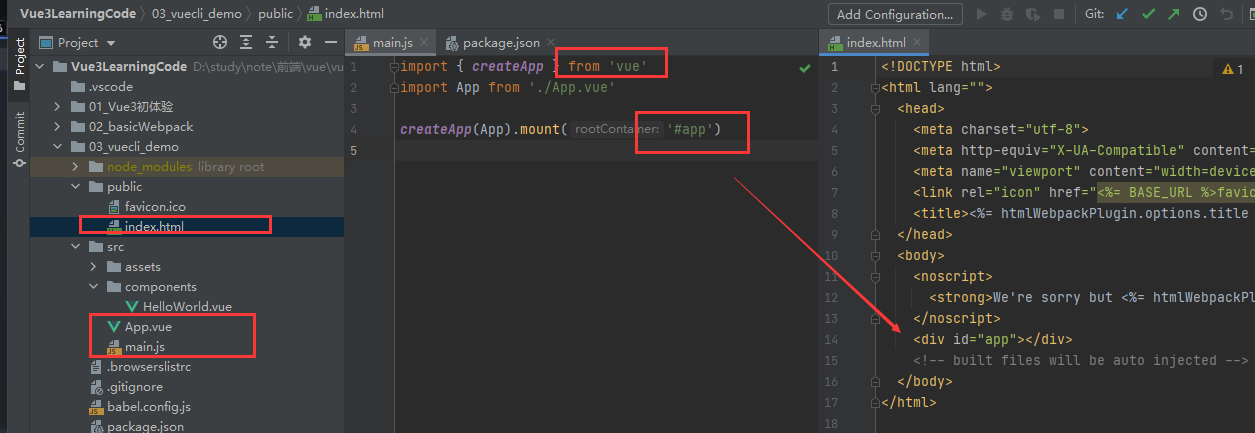 Vue3LearningCode 03_vuecli_demo public index.html
Add Configuration... Git:
Project
Commit
Project
Vue3LearningCode D:\study\note\前端\vue\vu
.vscode
01_Vue3初体验
02_basicWebpack
03_vuecli_demo
node_modules library root
public
favicon.ico
index.html
src
assets
components
HelloWorld.vue
App.vue
main.js
.browserslistrc
.gitignore
babel.config.js
package.json
main.js package.json
1 import { createApp } from 'vue'
2 import App from './App.vue'
3
4 createApp(App).mount( rootContainer: '#app')
5
index.html
1
1 <!DOCTYPE html>
2 <html lang="">
3 <head>
4 <meta charset="utf-8">
5 <meta http-equiv="X-UA-Compatible" content=
6 <meta name="viewport" content="width=device
7 <link rel="icon" href="<%= BASE_URL %>favic
8 <title><%= htmlWebpackPlugin.options.title
9 </head>
10 <body>
11 <noscript>
12 <strong>We're sorry but <%= htmlWebpackPl
13 </noscript>
14 <div id="app"></div>
15 <!-- built files will be auto injected -->
16 </body>
17 </html>
18